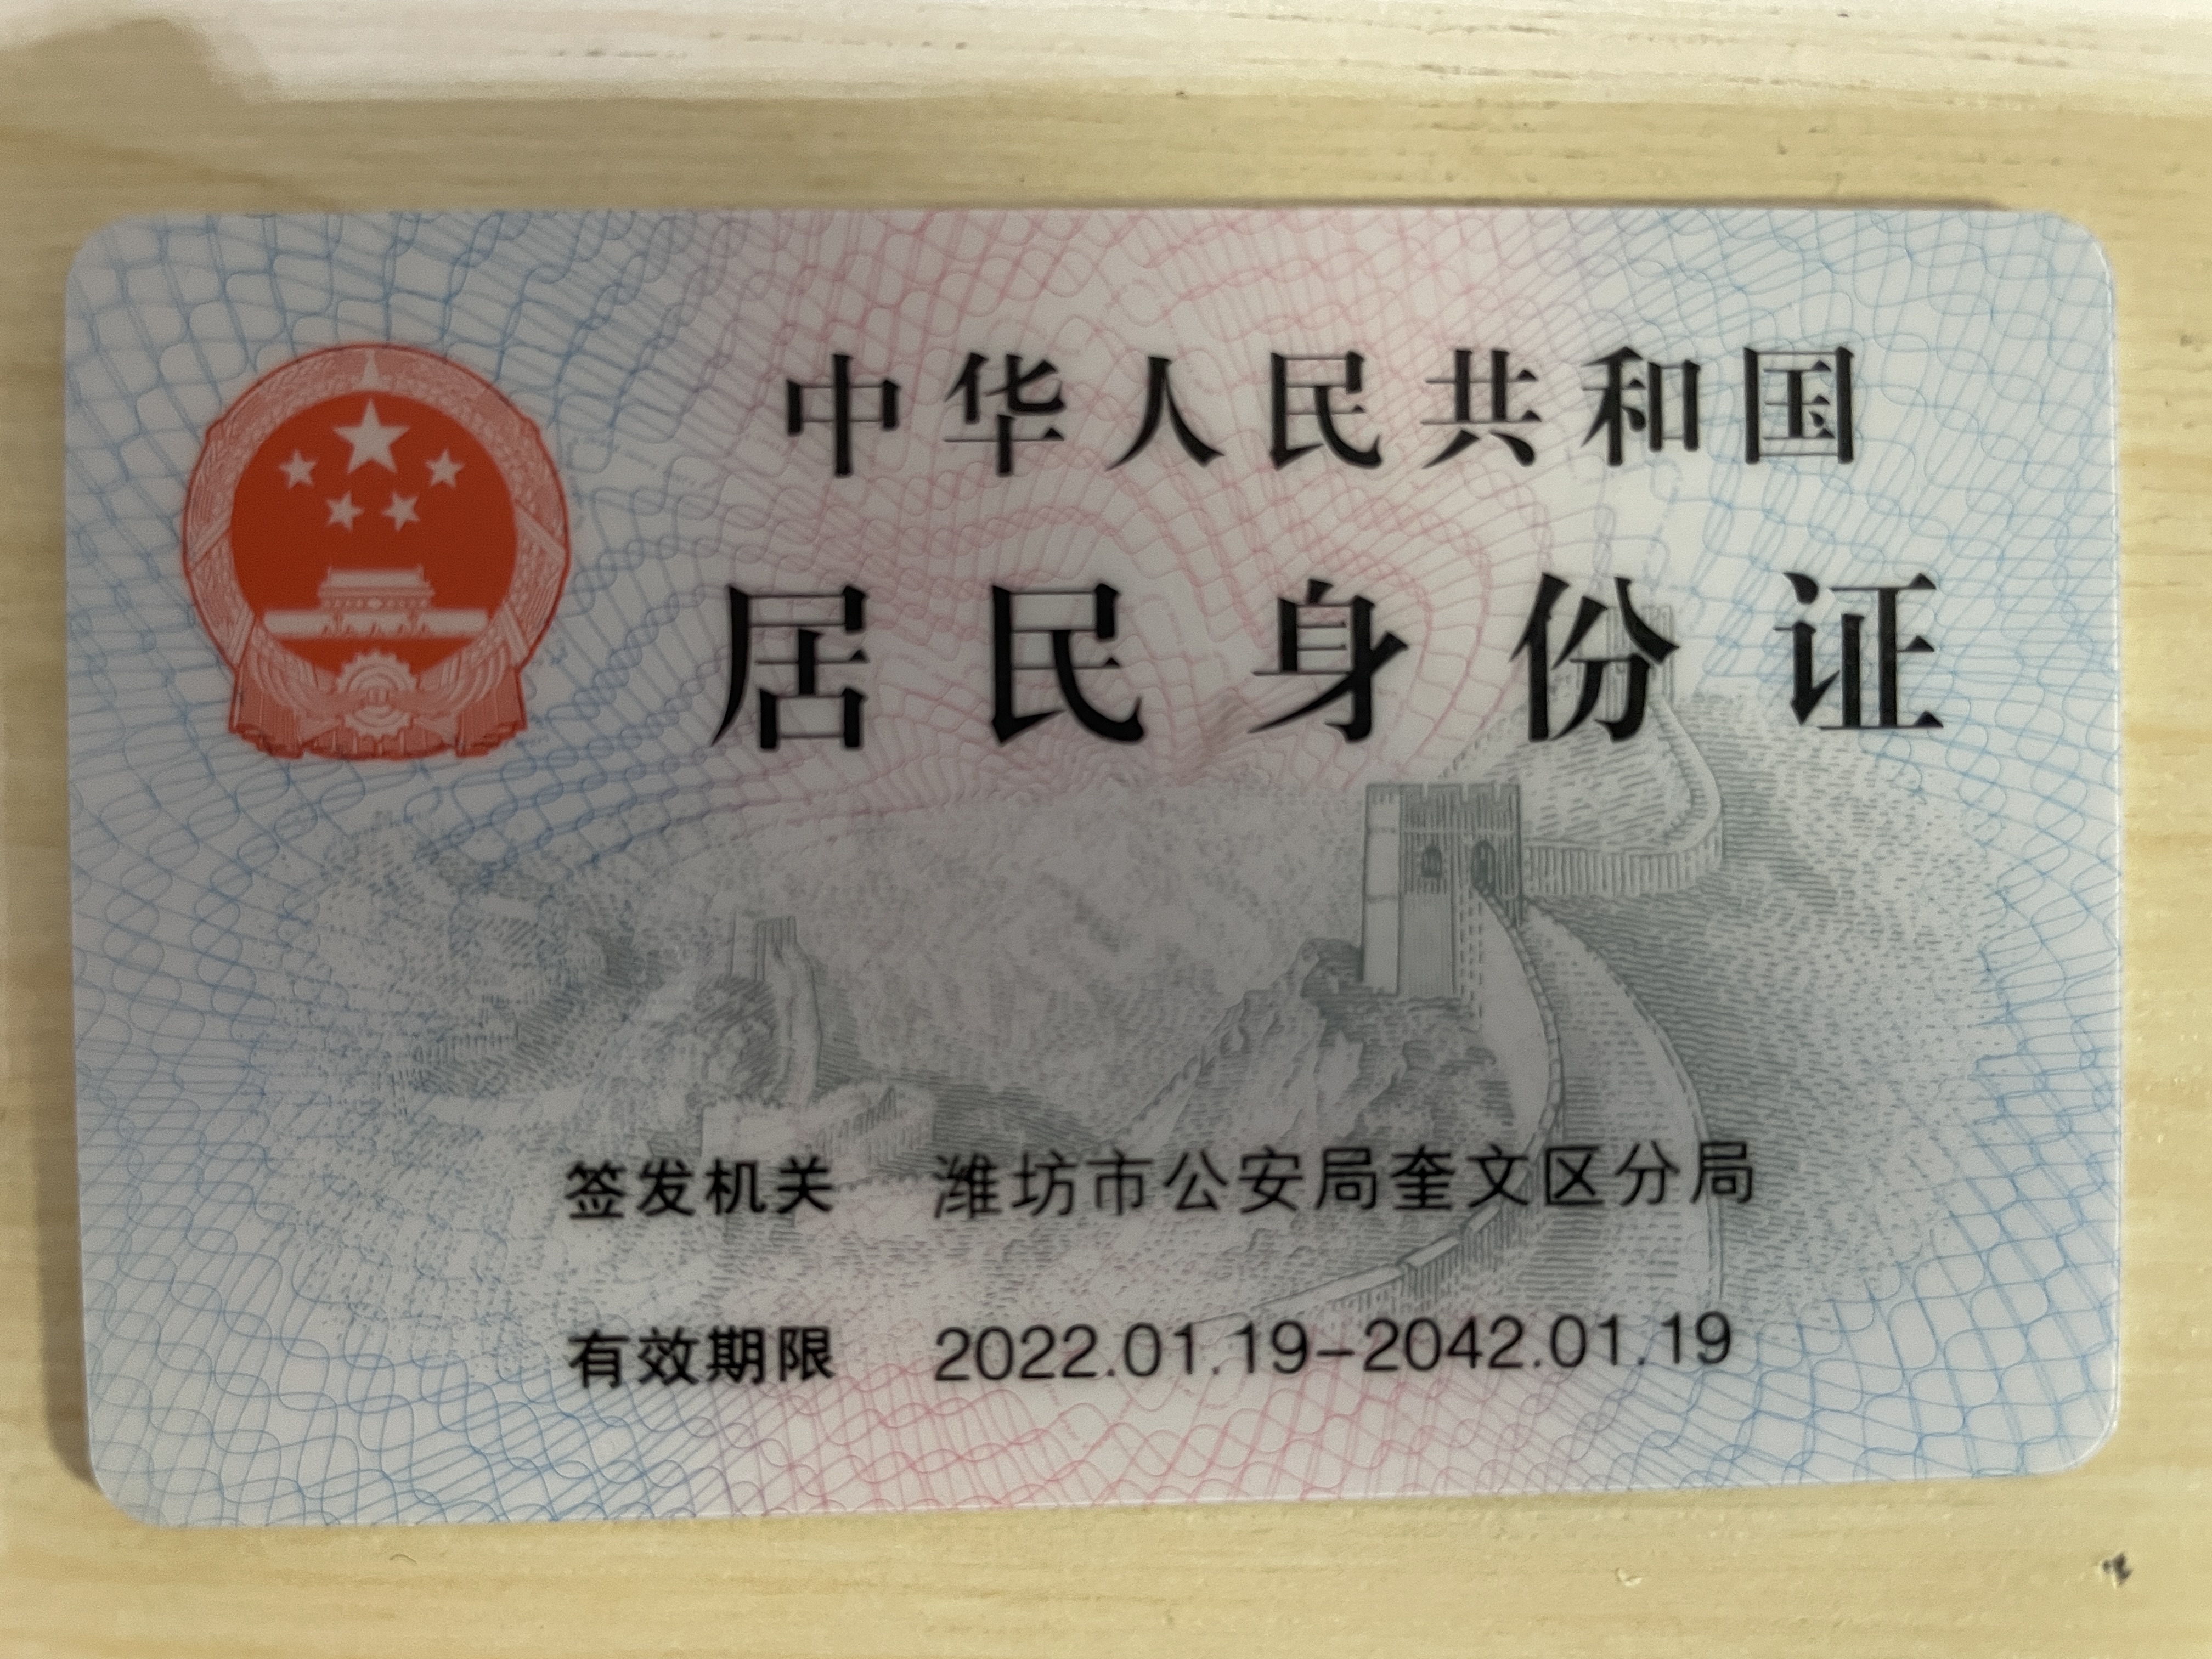 中华人民共和国
居民身份证
签发机关 潍坊市公安局奎文区分局
有效期限 2022.01.19-2042.01.19